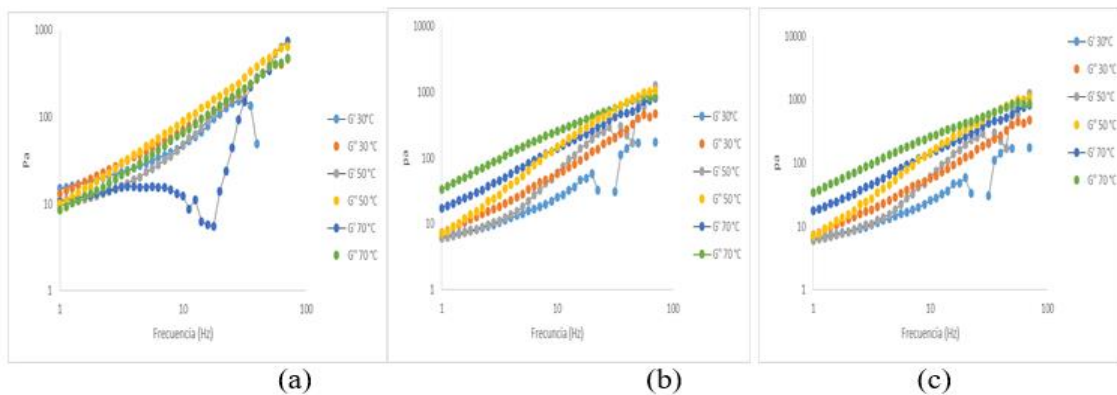 1000
100
10
1
Pa
1
10
100
Frecuencia (Hz)
G' 30°C
G'' 30 °C
G' 50°C
G'' 50 °C
G' 70 °C
G'' 70 °C
(a)
10000
1000
100
10
1
pa
1
10
100
Frecuncia (Hz)
G' 30°C
G'' 30 °C
G' 50°C
G'' 50 °C
G' 70 °C
G'' 70 °C
(b)
10000
1000
100
10
1
pa
1
10
100
Frecuencia (Hz)
G' 30°C
G'' 30 °C
G' 50 °C
G'' 50 °C
G' 70 °C
G'' 70 °C
(c)